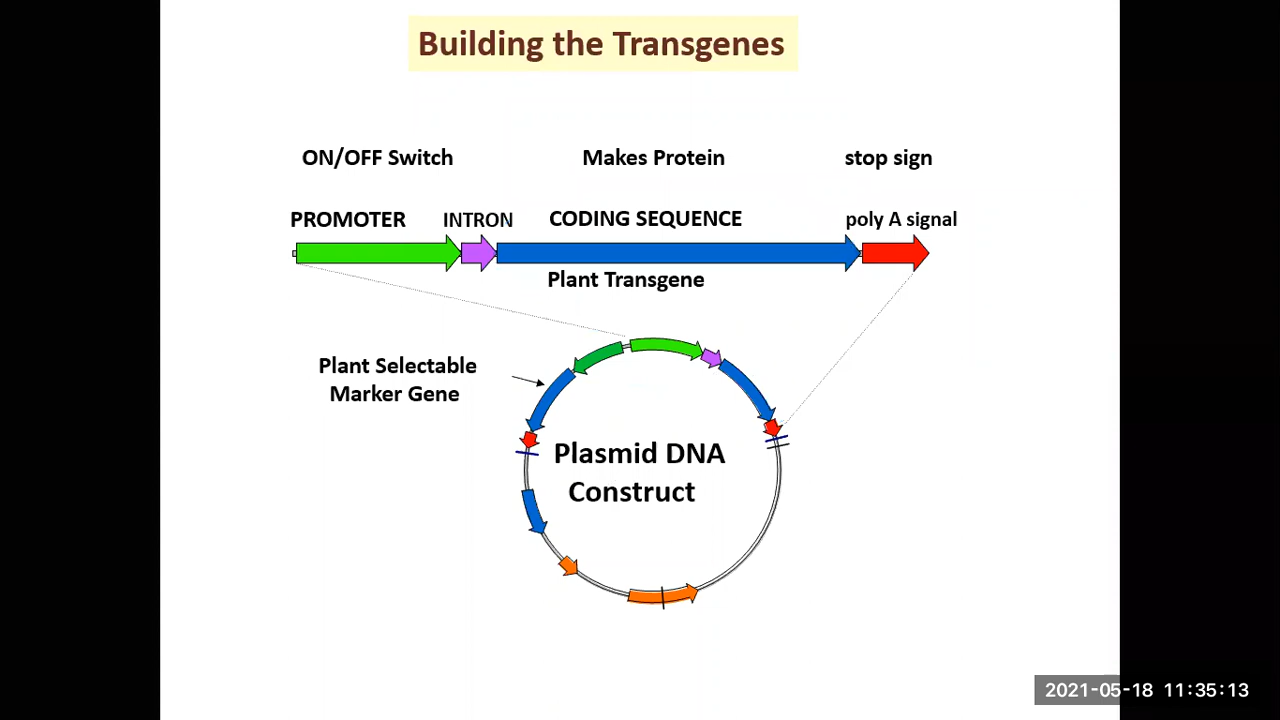 Building the Transgenes
ON/OFF Switch
Makes Protein
stop sign
PROMOTER
INTRON
CODING SEQUENCE
poly A signal
Plant Transgene
Plant Selectable
Marker Gene
Plasmid DNA
Construct
2021-05-18 11:35:13